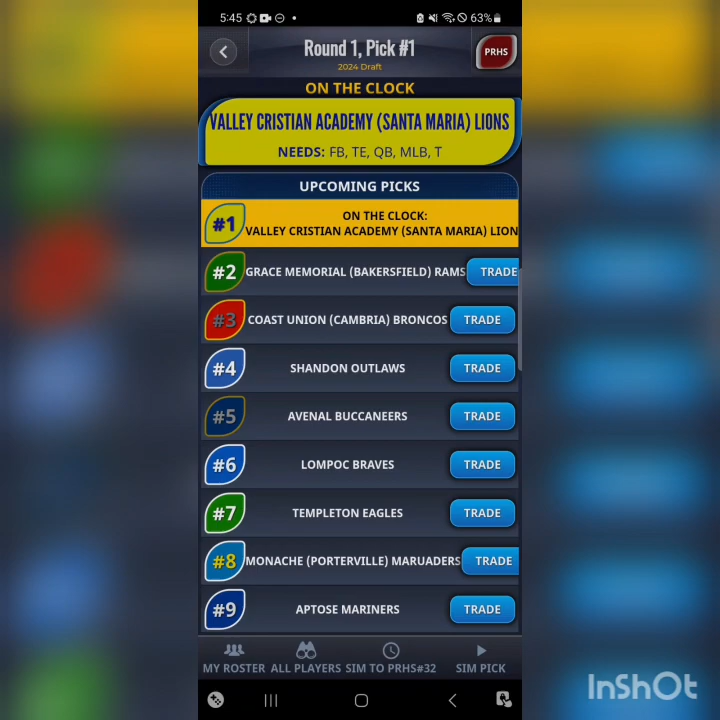 5:45
63%
Round 1, Pick #1
2024 Draft
PRHS
ON THE CLOCK
VALLEY CRISTIAN ACADEMY (SANTA MARIA) LIONS
NEEDS: FB, TE, QB, MLB, T
UPCOMING PICKS
#1
ON THE CLOCK:
VALLEY CRISTIAN ACADEMY (SANTA MARIA) LION
#2 GRACE MEMORIAL (BAKERSFIELD) RAMS TRADE
#3 COAST UNION (CAMBRIA) BRONCOS TRADE
#4 SHANDON OUTLAWS TRADE
#5 AVENAL BUCCANEERS TRADE
#6 LOMPOC BRAVES TRADE
#7 TEMPLETON EAGLES TRADE
#8 MONACHE (PORTERVILLE) MARUADERS TRADE
#9 APTOSE MARINERS TRADE
MY ROSTER ALL PLAYERS SIM TO PRHS#32 SIM PICK
InShOt